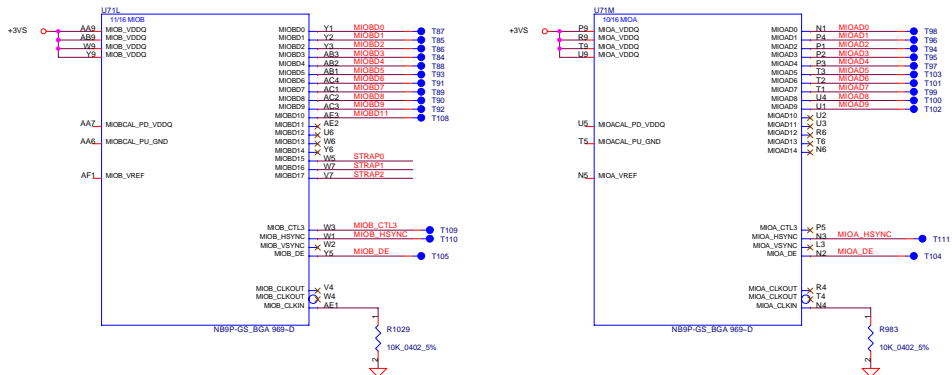 U71L
11/16 MIOB
+3VS
AA9 MIOB_VDDQ
AB9 MIOB_VDDQ
W9 MIOB_VDDQ
Y9 MIOB_VDDQ
AA7 MIOBCAL_PD_VDDQ
AA6 MIOBCAL_PU_GND
AF1 MIOB_VREF
MIOBD0 Y1 MIOBD0 T87
MIOBD1 Y2 MIOBD1 T85
MIOBD2 Y3 MIOBD2 T86
MIOBD3 AB3 MIOBD3 T84
MIOBD4 AB2 MIOBD4 T88
MIOBD5 AB1 MIOBD5 T93
MIOBD6 AC4 MIOBD6 T91
MIOBD7 AC1 MIOBD7 T89
MIOBD8 AC2 MIOBD8 T90
MIOBD9 AC3 MIOBD9 T92
MIOBD10 AE3 MIOBD11 T108
MIOBD11 AE2
MIOBD12 U6
MIOBD13 W6
MIOBD14 Y6
MIOBD15 W5 STRAP0
MIOBD16 W7 STRAP1
MIOBD17 V7 STRAP2
MIOB_CTL3 W3 MIOB_CTL3 T109
MIOB_HSYNC W1 MIOB_HSYNC T110
MIOB_VSYNC W2
MIOB_DE Y5 MIOB_DE T105
MIOB_CLKOUT V4
MIOB_CLKOUT W4
MIOB_CLKIN AE1
NB9P-GS_BGA 969~D
1
R1029
10K_0402_5%
2
U71M
10/16 MIOA
+3VS
P9 MIOA_VDDQ
R9 MIOA_VDDQ
T9 MIOA_VDDQ
U9 MIOA_VDDQ
U5 MIOACAL_PD_VDDQ
T5 MIOACAL_PU_GND
N5 MIOA_VREF
MIOAD0 N1 MIOAD0 T98
MIOAD1 P4 MIOAD1 T96
MIOAD2 P1 MIOAD2 T94
MIOAD3 P2 MIOAD3 T95
MIOAD4 P3 MIOAD4 T97
MIOAD5 T3 MIOAD5 T103
MIOAD6 T2 MIOAD6 T101
MIOAD7 T1 MIOAD7 T99
MIOAD8 U4 MIOAD8 T100
MIOAD9 U1 MIOAD9 T102
MIOAD10 U2
MIOAD11 U3
MIOAD12 R6
MIOAD13 T6
MIOAD14 N6
MIOA_CTL3 P5
MIOA_HSYNC N3 MIOA_HSYNC T111
MIOA_VSYNC L3
MIOA_DE N2 MIOA_DE T104
MIOA_CLKOUT R4
MIOA_CLKOUT T4
MIOA_CLKIN N4
NB9P-GS_BGA 969~D
1
R983
10K_0402_5%
2